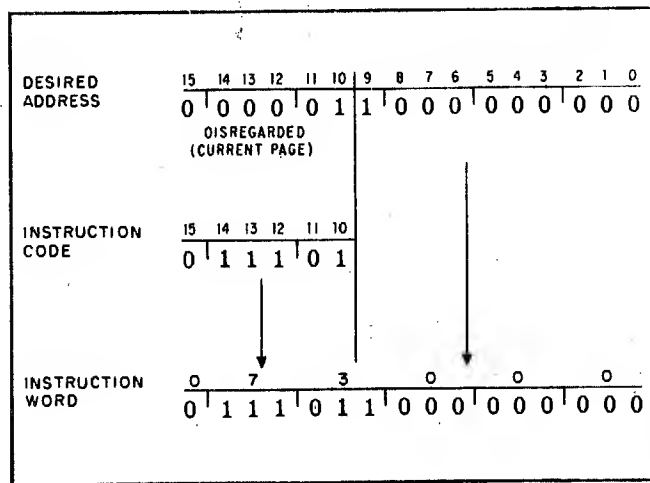 15 14 13 12 11 10 9 8 7 6 5 4 3 2 1 0
DESIRED ADDRESS
0 0 0 0 0 1 1 0 0 0 0 0 0 0 0 0
DISREGARDED
(CURRENT PAGE)
15 14 13 12 11 10
INSTRUCTION CODE
0 1 1 1 0 1
0 7 3 0 0 0
INSTRUCTION WORD
0 1 1 1 0 1 1 0 0 0 0 0 0 0 0 0